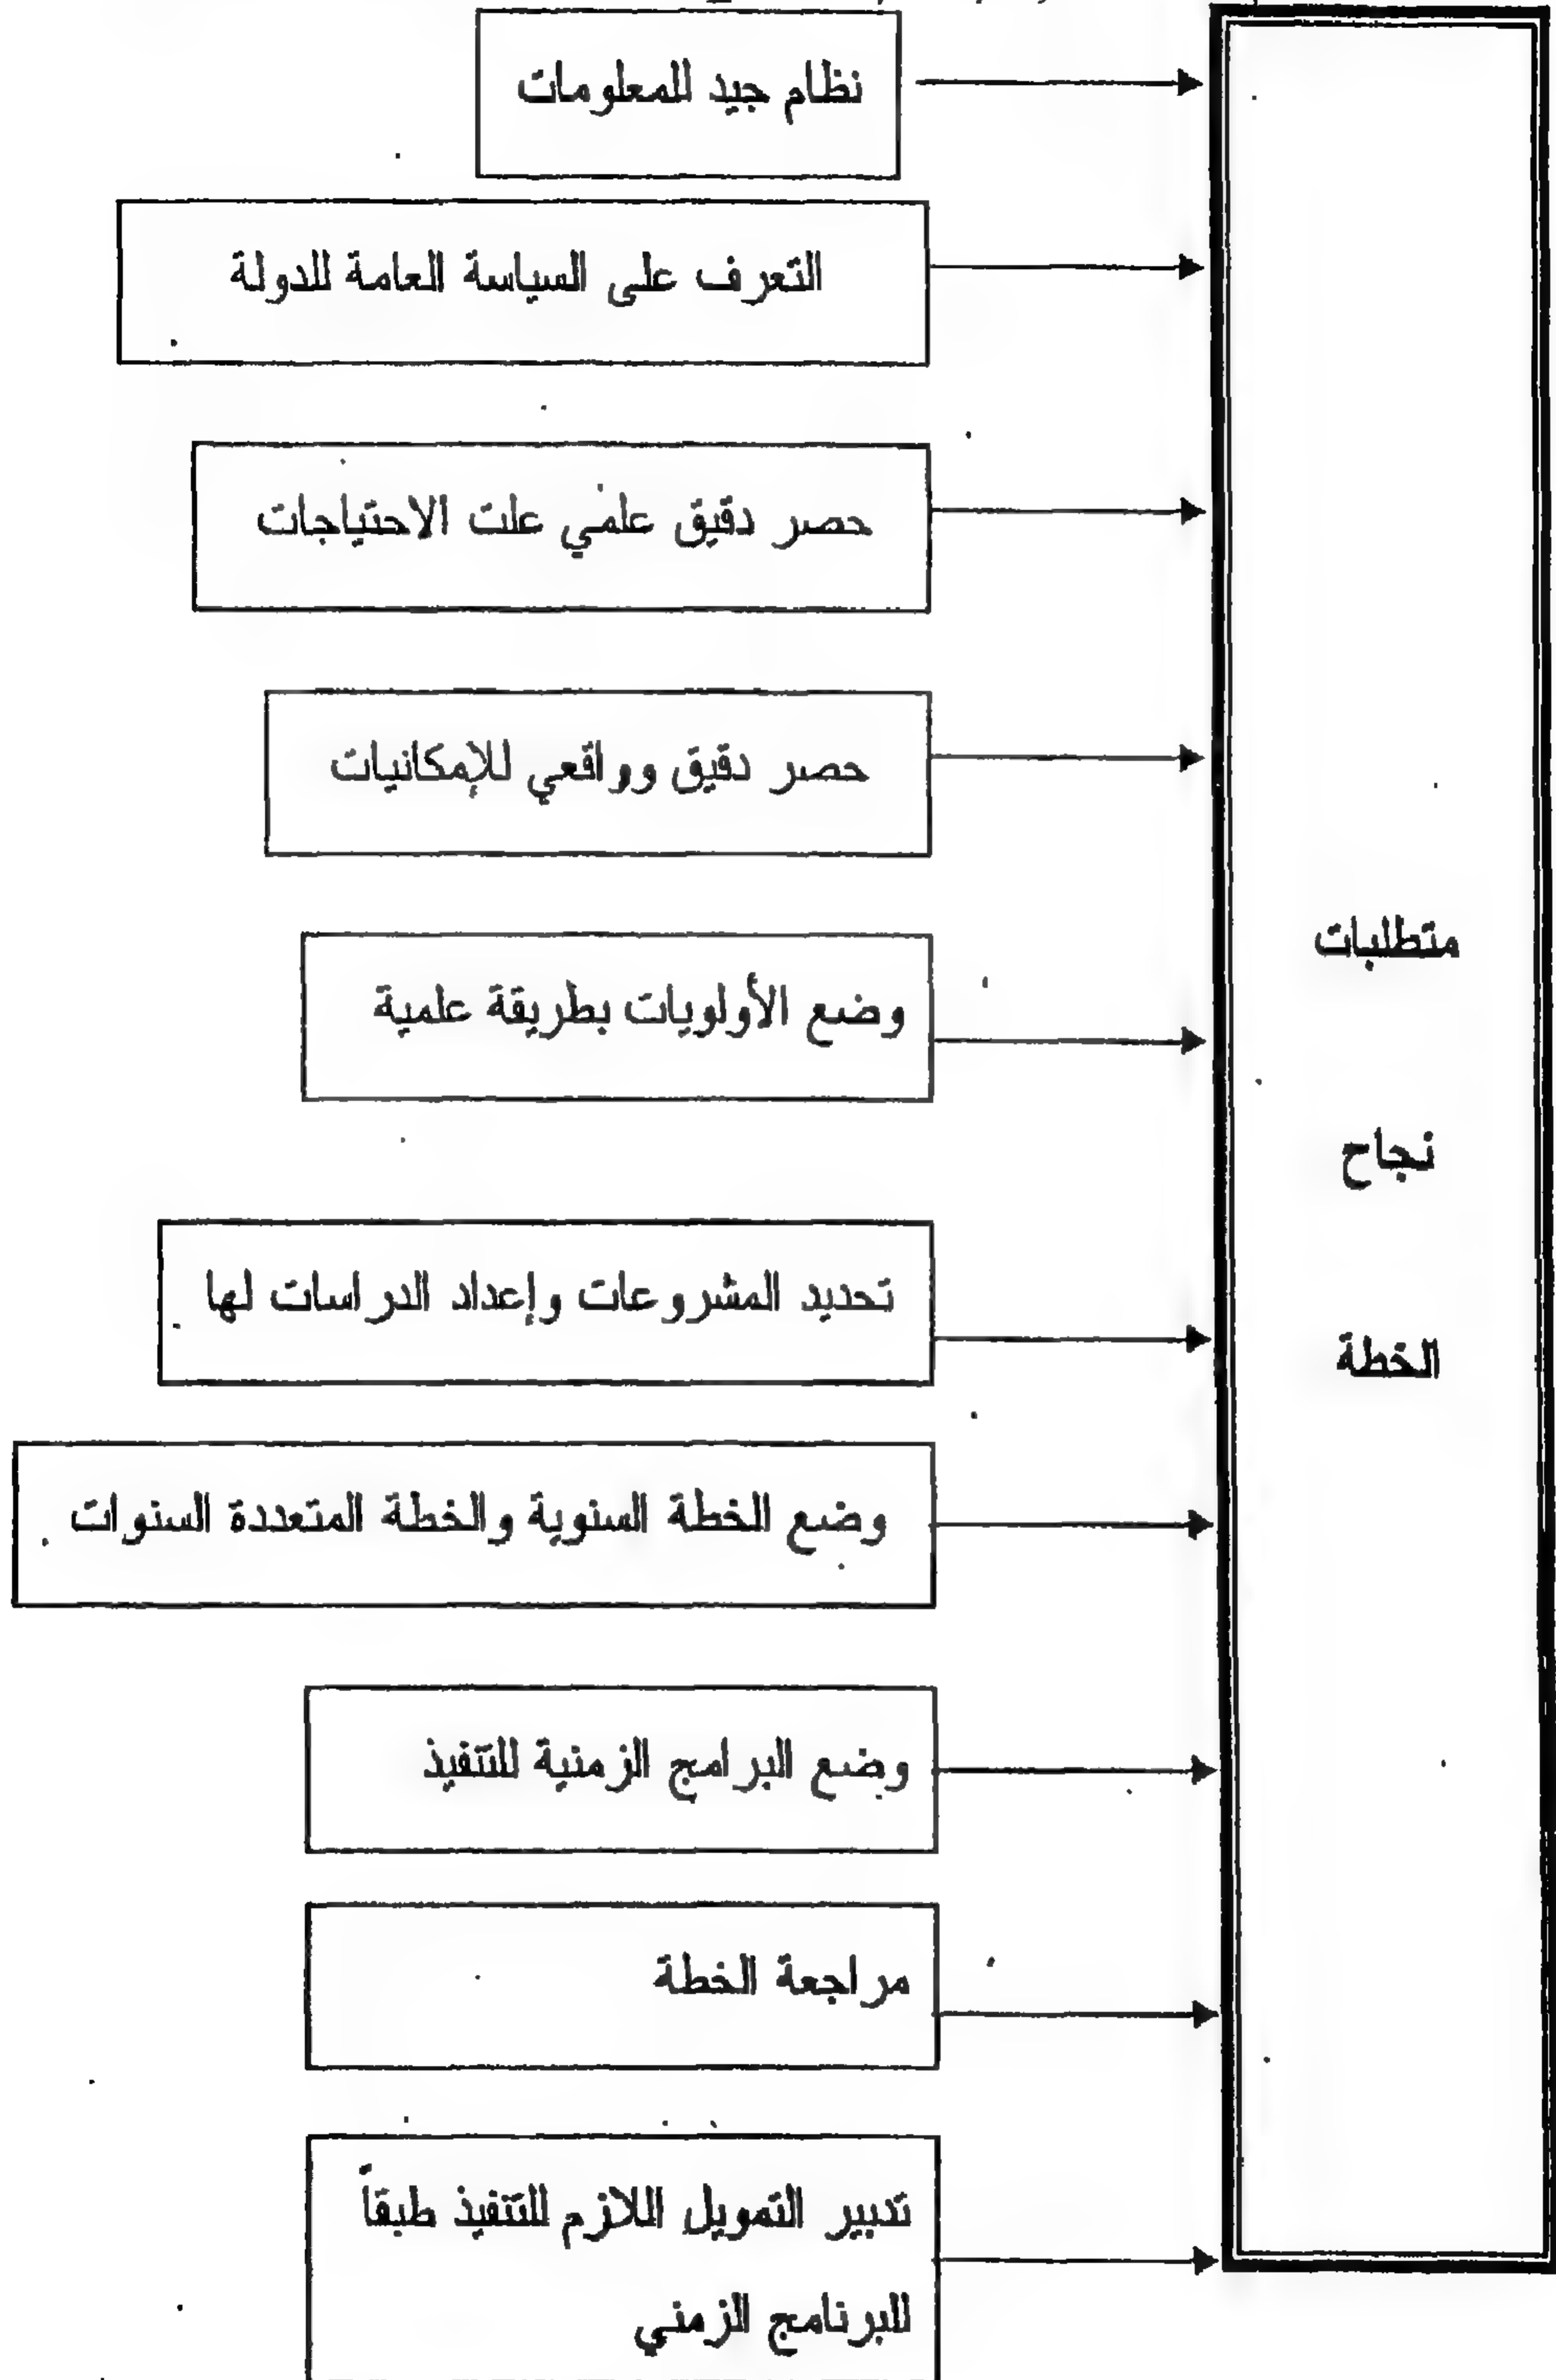 متطلبات
نجاح
الخطة
نظام جيد للمعلومات
التعرف على السياسة العامة للدولة
حصر دقيق علمي علت الاحتياجات
حصر دقيق وواقعي للإمكانيات
وضع الأولويات بطريقة علمية
تحديد المشروعات وإعداد الدراسات لها
وضع الخطة السنوية والخطة المتعددة السنوات
وضع البرامج الزمنية للتنفيذ
مراجعة الخطة
تدبير التمويل اللازم للتنفيذ طبقاً
للبرنامج الزمني